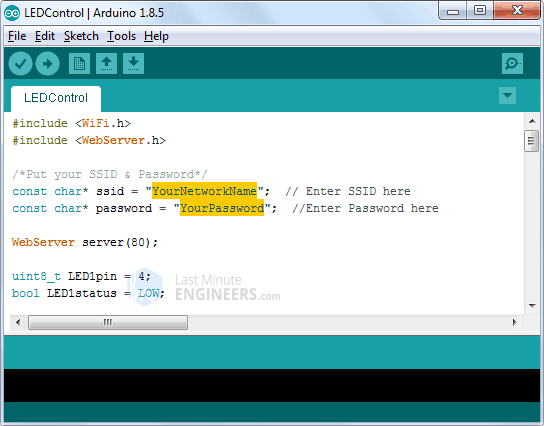 LEDControl | Arduino 1.8.5
File Edit Sketch Tools Help
LEDControl
#include <WiFi.h>
#include <WebServer.h>
/*Put your SSID & Password*/
const char* ssid = "YourNetworkName";  // Enter SSID here
const char* password = "YourPassword";  //Enter Password here
WebServer server(80);
uint8_t LED1pin = 4;
bool LED1status = LOW;
Last Minute
ENGINEERS.com